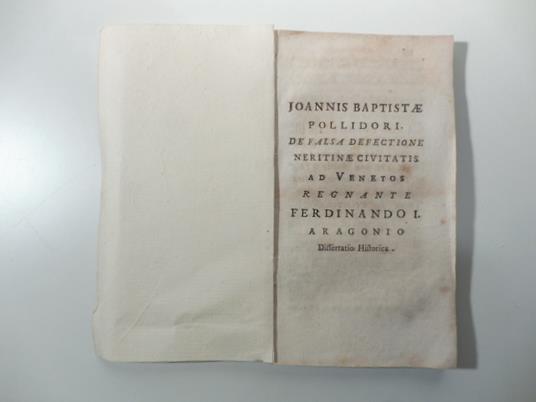 JOANNIS BAPTISTÆ
POLLIDORI.
DE FALSA DEFECTIONE
NERITINÆ CIVITATIS
AD VENETOS
REGNANTE
FERDINANDO I.
ARAGONIO
Dissertatio Historica.